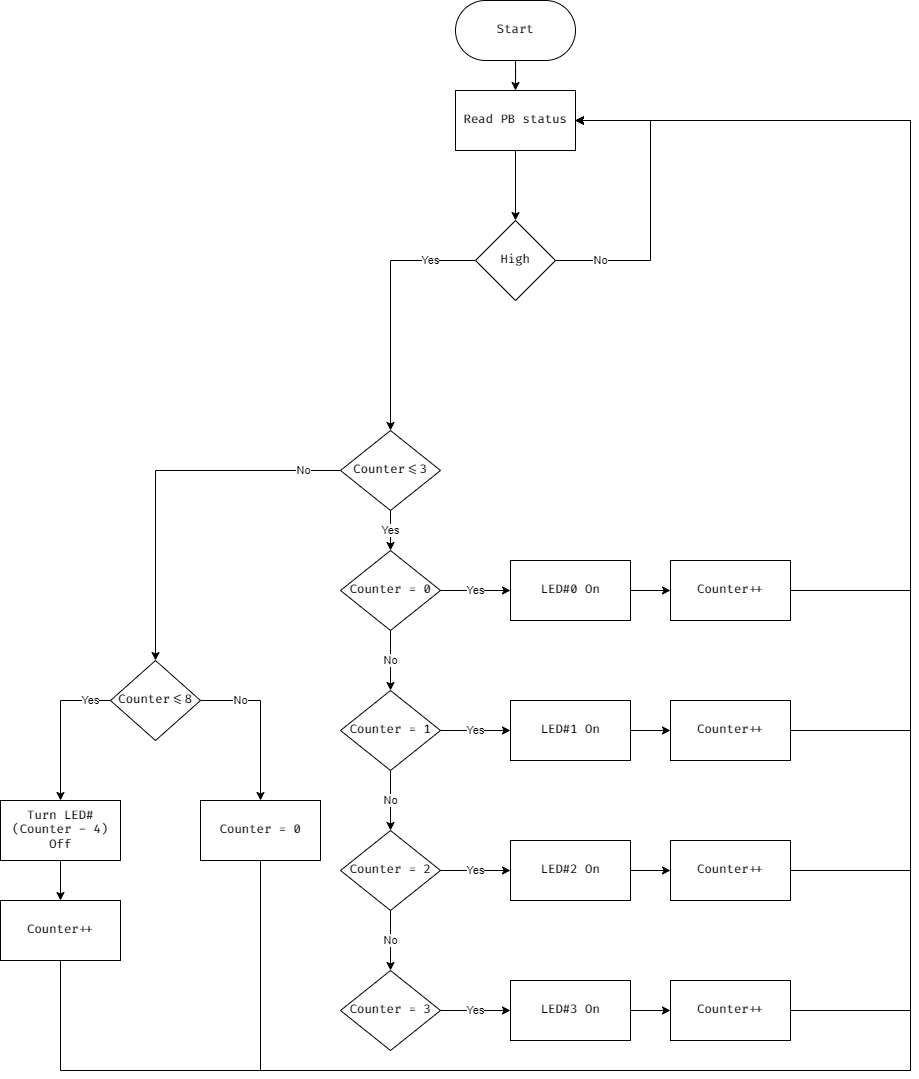 Start
Read PB status
High
Yes
No
Counter<=3
No
Yes
Counter = 0
Yes
LED#0 On
Counter++
No
Counter<=8
Yes
No
Counter = 1
Yes
LED#1 On
Counter++
No
Turn LED#
(Counter - 4)
Off
Counter = 0
Counter = 2
Yes
LED#2 On
Counter++
Counter++
No
Counter = 3
Yes
LED#3 On
Counter++